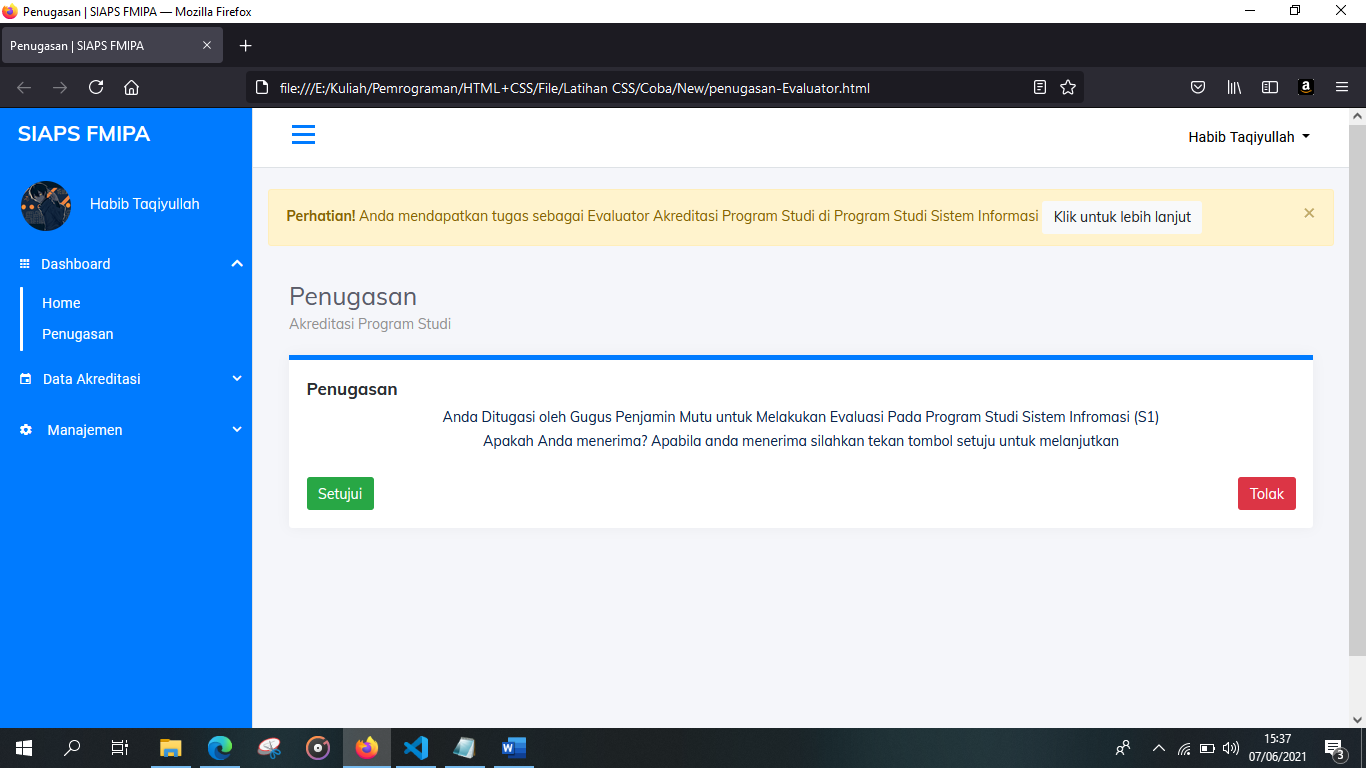 Penugasan | SIAPS FMIPA — Mozilla Firefox
Penugasan | SIAPS FMIPA
file:///E:/Kuliah/Pemrograman/HTML+CSS/File/Latihan CSS/Coba/New/penugasan-Evaluator.html
SIAPS FMIPA
Habib Taqiyullah
Habib Taqiyullah
Dashboard
Home
Penugasan
Data Akreditasi
Manajemen
Perhatian! Anda mendapatkan tugas sebagai Evaluator Akreditasi Program Studi di Program Studi Sistem Informasi Klik untuk lebih lanjut ×
Penugasan
Akreditasi Program Studi
Penugasan
Anda Ditugasi oleh Gugus Penjamin Mutu untuk Melakukan Evaluasi Pada Program Studi Sistem Infromasi (S1)
Apakah Anda menerima? Apabila anda menerima silahkan tekan tombol setuju untuk melanjutkan
Setujui Tolak
15:37
07/06/2021
3